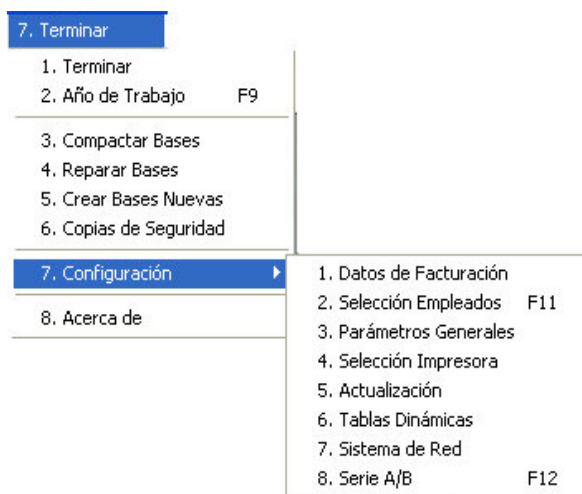 7. Terminar
1. Terminar
2. Año de Trabajo F9
3. Compactar Bases
4. Reparar Bases
5. Crear Bases Nuevas
6. Copias de Seguridad
7. Configuración
8. Acerca de
1. Datos de Facturación
2. Selección Empleados F11
3. Parámetros Generales
4. Selección Impresora
5. Actualización
6. Tablas Dinámicas
7. Sistema de Red
8. Serie A/B F12